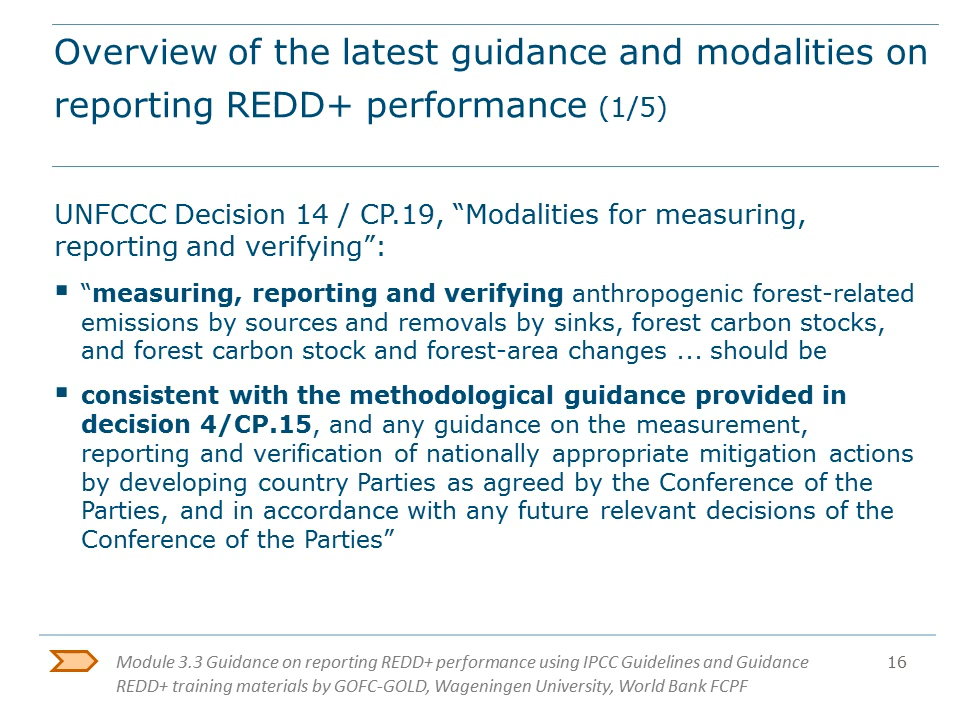 Overview of the latest guidance and modalities on
reporting REDD+ performance (1/5)
UNFCCC Decision 14 / CP.19, “Modalities for measuring,
reporting and verifying”:
▪ “measuring, reporting and verifying anthropogenic forest-related
emissions by sources and removals by sinks, forest carbon stocks,
and forest carbon stock and forest-area changes ... should be
▪ consistent with the methodological guidance provided in
decision 4/CP.15, and any guidance on the measurement,
reporting and verification of nationally appropriate mitigation actions
by developing country Parties as agreed by the Conference of the
Parties, and in accordance with any future relevant decisions of the
Conference of the Parties”
Module 3.3 Guidance on reporting REDD+ performance using IPCC Guidelines and Guidance
REDD+ training materials by GOFC-GOLD, Wageningen University, World Bank FCPF
16